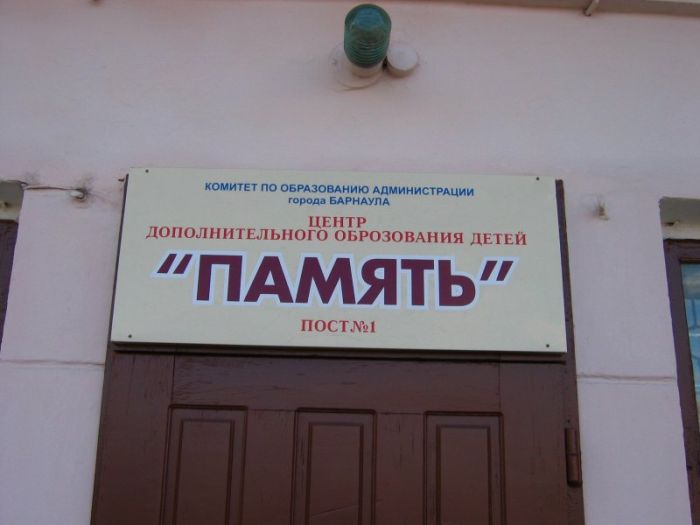 КОМИТЕТ ПО ОБРАЗОВАНИЮ АДМИНИСТРАЦИИ
города БАРНАУЛА
ЦЕНТР
ДОПОЛНИТЕЛЬНОГО ОБРОЗОВАНИЯ ДЕТЕЙ
"ПАМЯТЬ"
ПОСТ№1